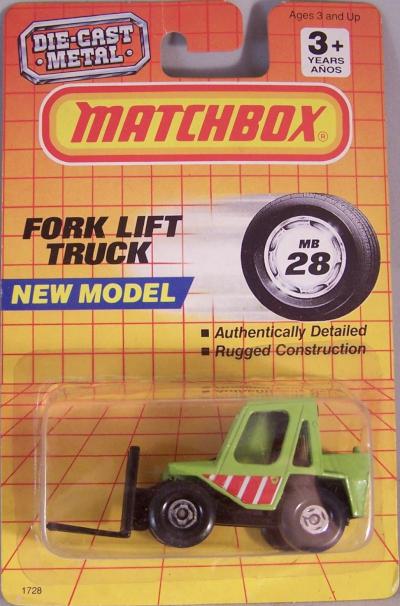 Ages 3 and Up
DIE-CAST
METAL
3+
YEARS
AÑOS
MATCHBOX®
FORK LIFT
TRUCK
MB
28
NEW MODEL
■ Authentically Detailed
■ Rugged Construction
1728